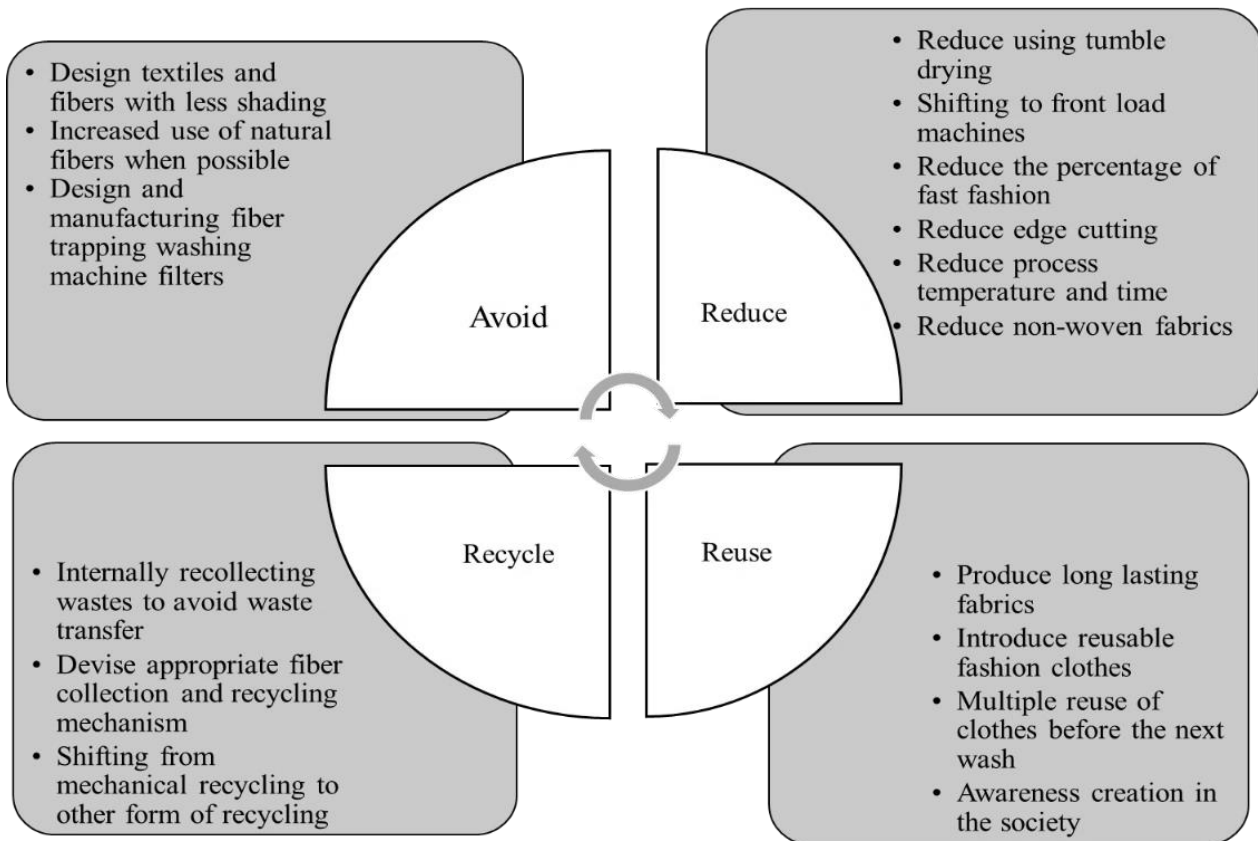 • Design textiles and
fibers with less shading
• Increased use of natural
fibers when possible
• Design and
manufacturing fiber
trapping washing
machine filters
Avoid
• Reduce using tumble
drying
• Shifting to front load
machines
• Reduce the percentage of
fast fashion
• Reduce edge cutting
• Reduce process
temperature and time
• Reduce non-woven fabrics
Reduce
Recycle
• Internally recollecting
wastes to avoid waste
transfer
• Devise appropriate fiber
collection and recycling
mechanism
• Shifting from
mechanical recycling to
other form of recycling
Reuse
• Produce long lasting
fabrics
• Introduce reusable
fashion clothes
• Multiple reuse of
clothes before the next
wash
• Awareness creation in
the society